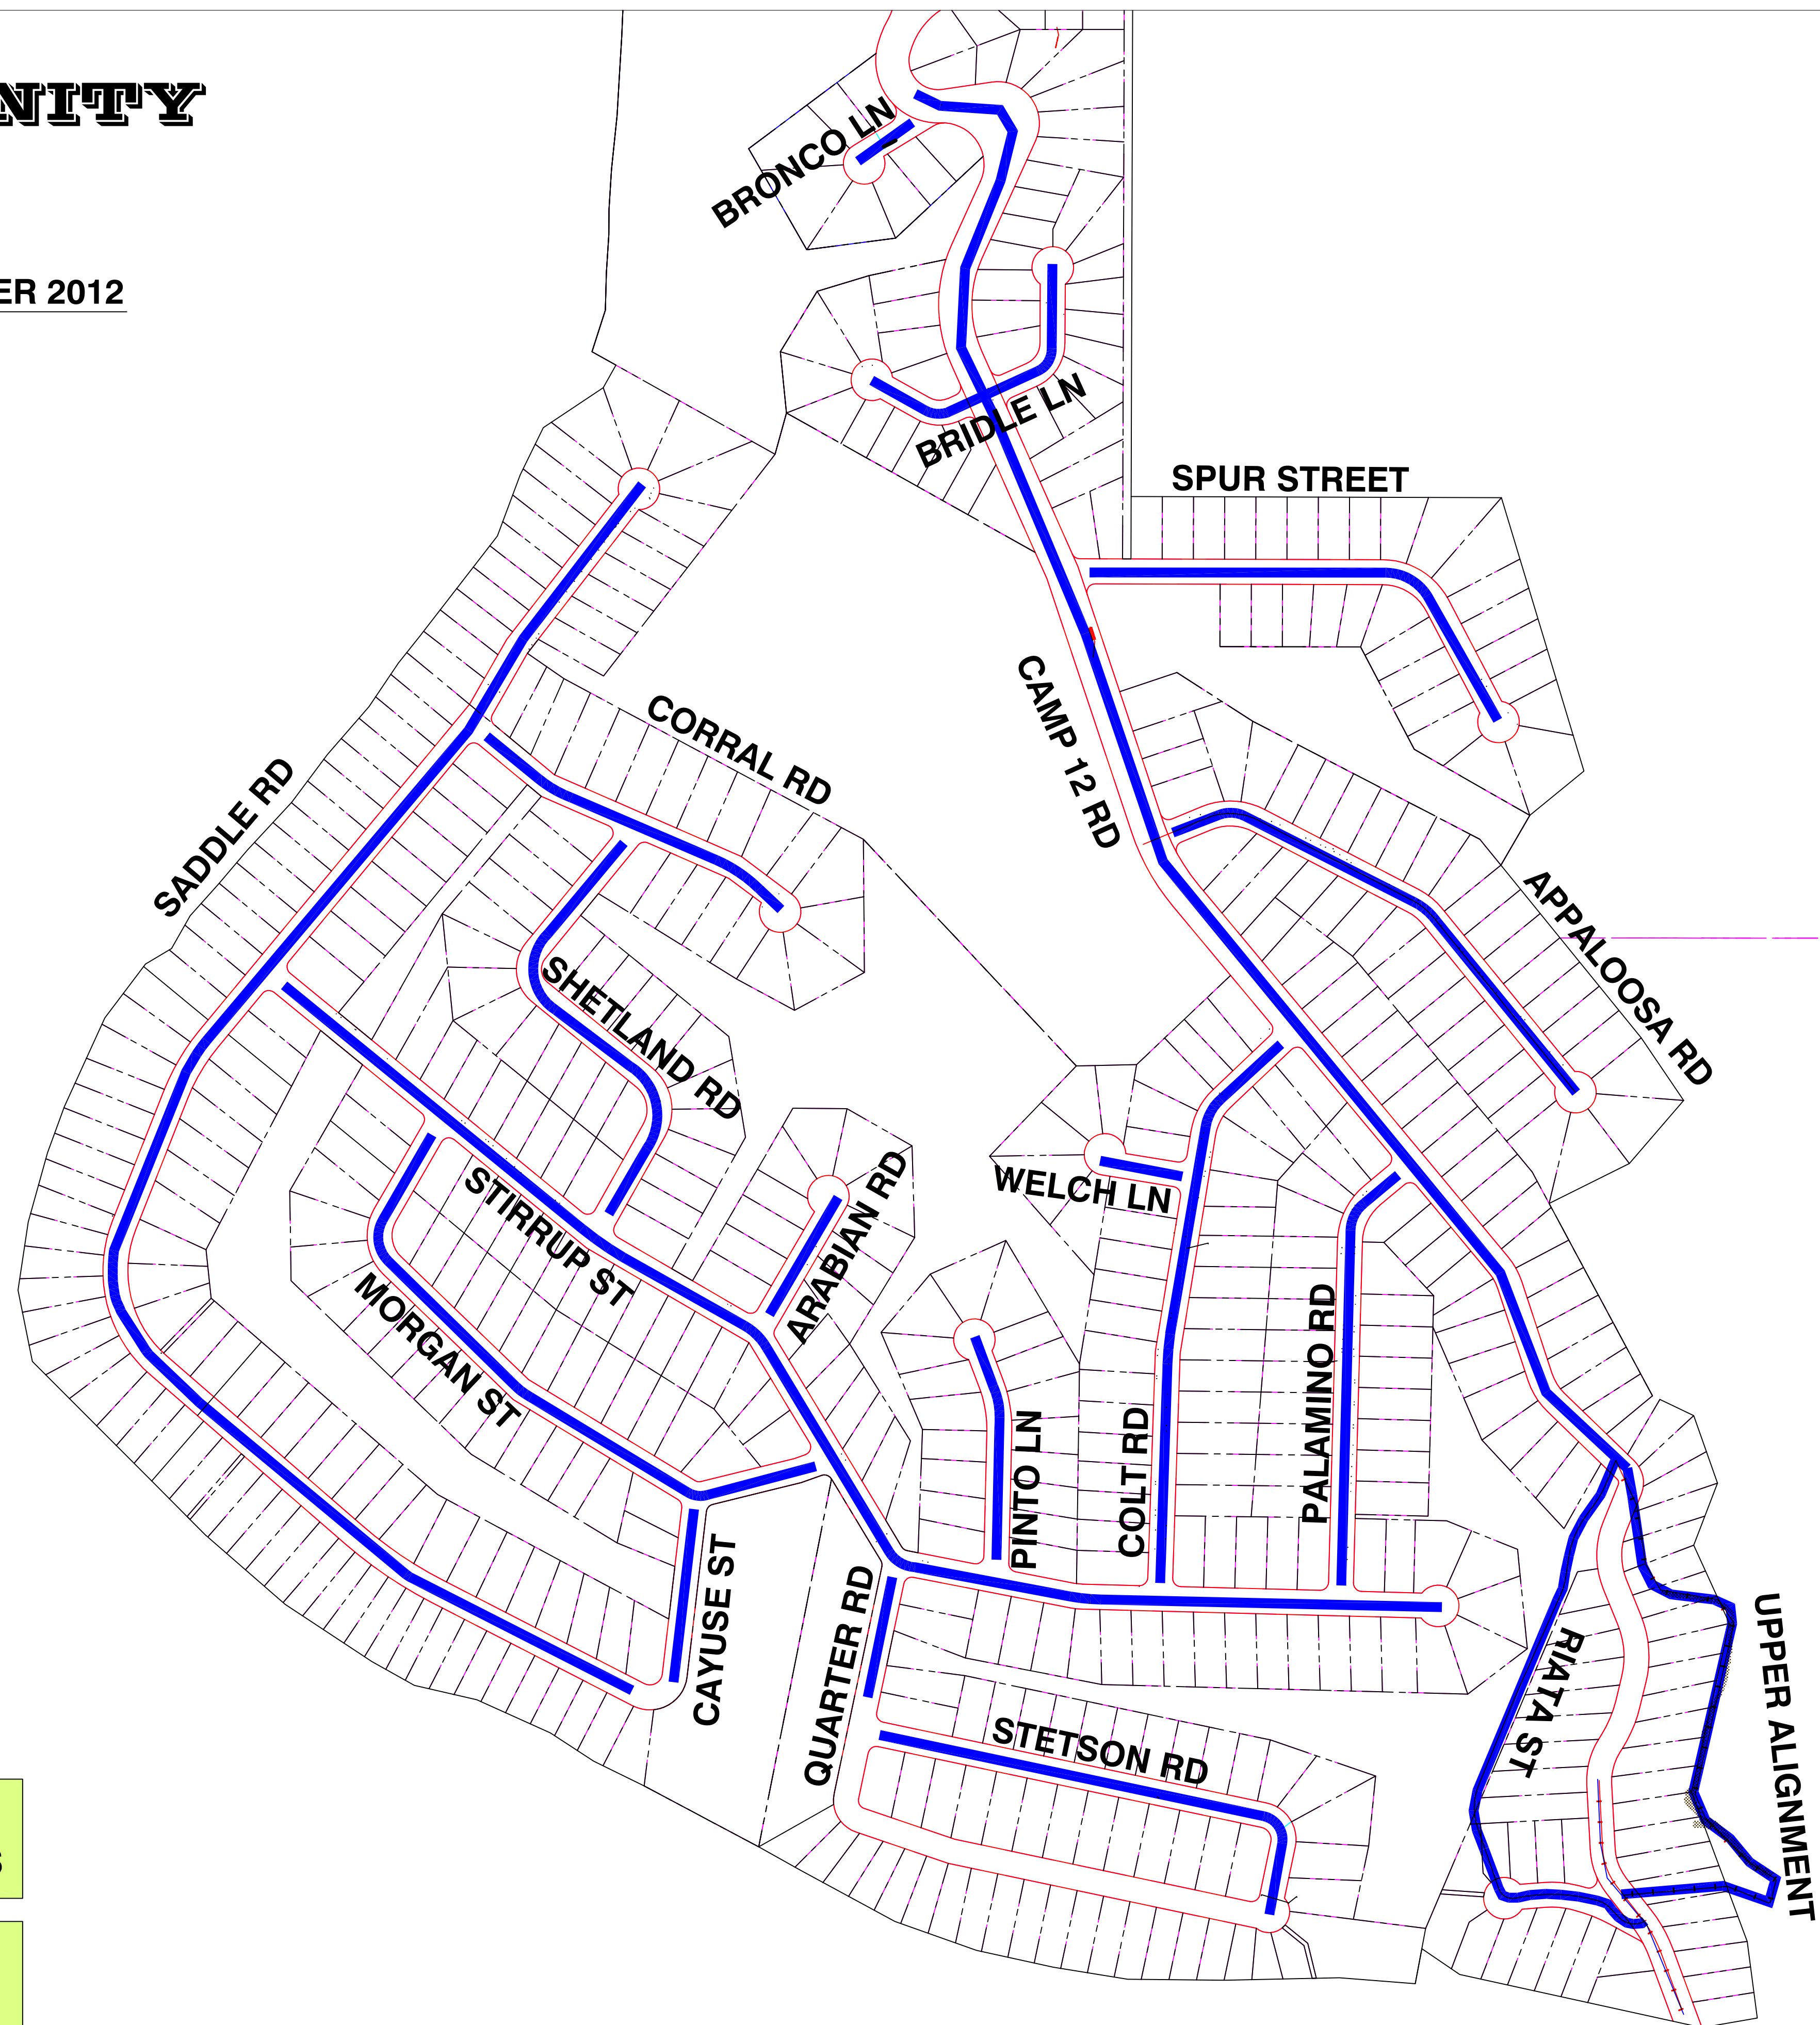 NITY
ER 2012
BRONCO LN
BRIDLE LN
SPUR STREET
CORRAL RD
CAMP 12 RD
SADDLE RD
APPALOOSA RD
SHETLAND RD
STIRRUP ST
ARABIAN RD
WELCH LN
MORGAN ST
PINTO LN
COLT RD
PALAMINO RD
CAYUSE ST
QUARTER RD
STETSON RD
RIATA ST
UPPER ALIGNMENT
S